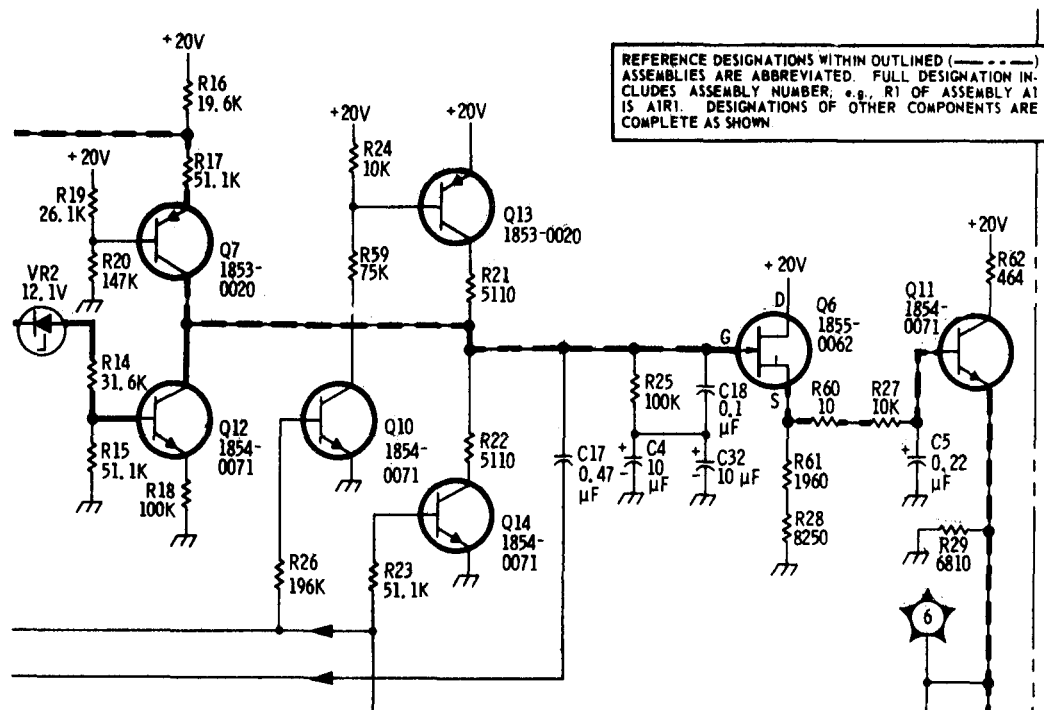 +20V
R16
19.6K
REFERENCE DESIGNATIONS WITHIN OUTLINED (—--—)
ASSEMBLIES ARE ABBREVIATED. FULL DESIGNATION IN-
CLUDES ASSEMBLY NUMBER; e.g., R1 OF ASSEMBLY A1
IS A1R1. DESIGNATIONS OF OTHER COMPONENTS ARE
COMPLETE AS SHOWN
+20V
R17
51.1K
+20V
R19
26.1K
R20
147K
Q7
1853-
0020
VR2
12.1V
R14
31.6K
R15
51.1K
Q12
1854-
0071
R18
100K
+20V
R24
10K
R59
75K
+20V
Q13
1853-0020
R21
5110
Q10
1854-
0071
R22
5110
Q14
1854-
0071
R26
196K
R23
51.1K
C17
0.47
µF
R25
100K
+
C4
10
-
µF
C18
0.1
µF
+
C32
-
10 µF
+20V
D
G
S
Q6
1855-
0062
R60
10
R27
10K
R61
1960
R28
8250
+20V
R62
464
Q11
1854-
0071
+
C5
0.22
µF
R29
6810
6